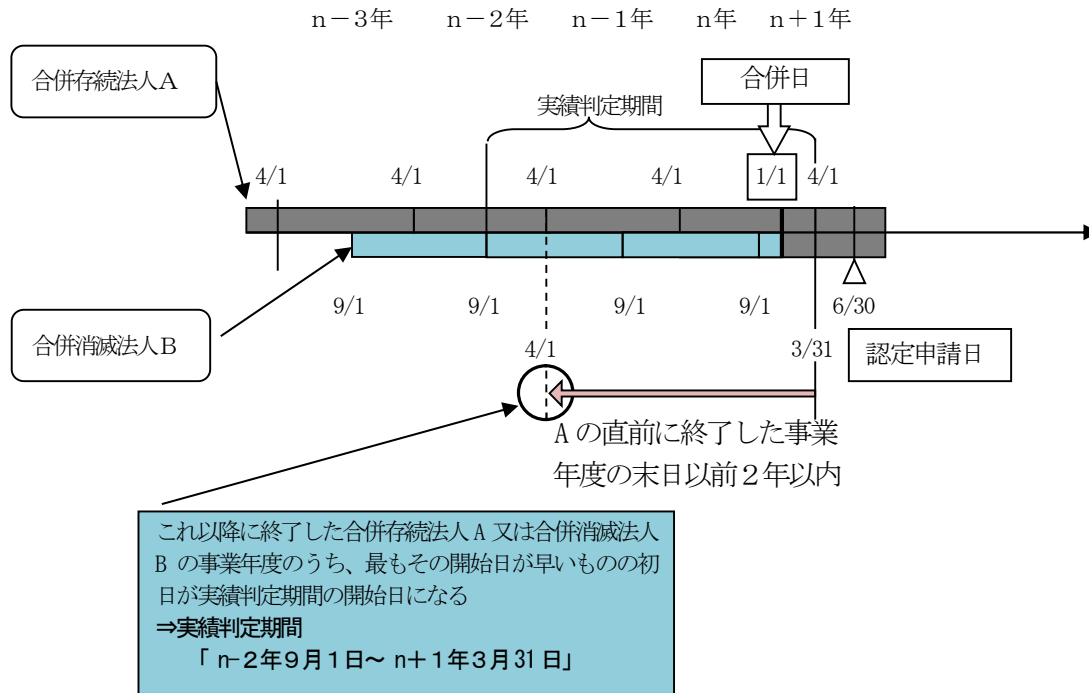 n－3年 n－2年 n－1年 n年 n＋1年
合併存続法人A
合併日
実績判定期間
4/1 4/1 4/1 4/1 1/1 4/1
9/1 9/1 9/1 9/1 6/30
合併消滅法人B
4/1 3/31 認定申請日
A の直前に終了した事業
年度の末日以前２年以内
これ以降に終了した合併存続法人 A 又は合併消滅法人
B の事業年度のうち、最もその開始日が早いものの初
日が実績判定期間の開始日になる
⇒実績判定期間
「 n-２年９月１日～ n+１年３月31 日」